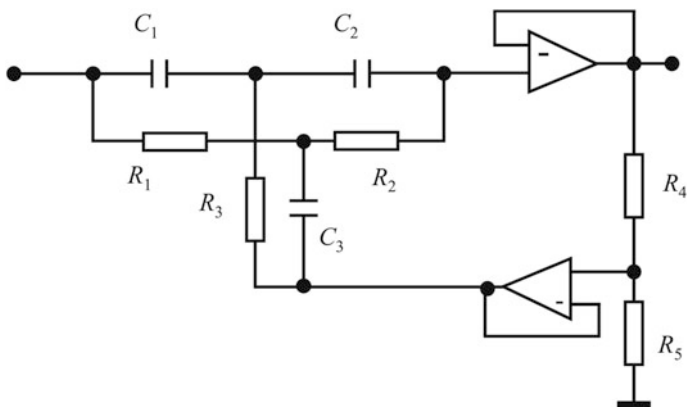 C₁
C₂
-
R₁
R₂
R₃
C₃
R₄
-
R₅